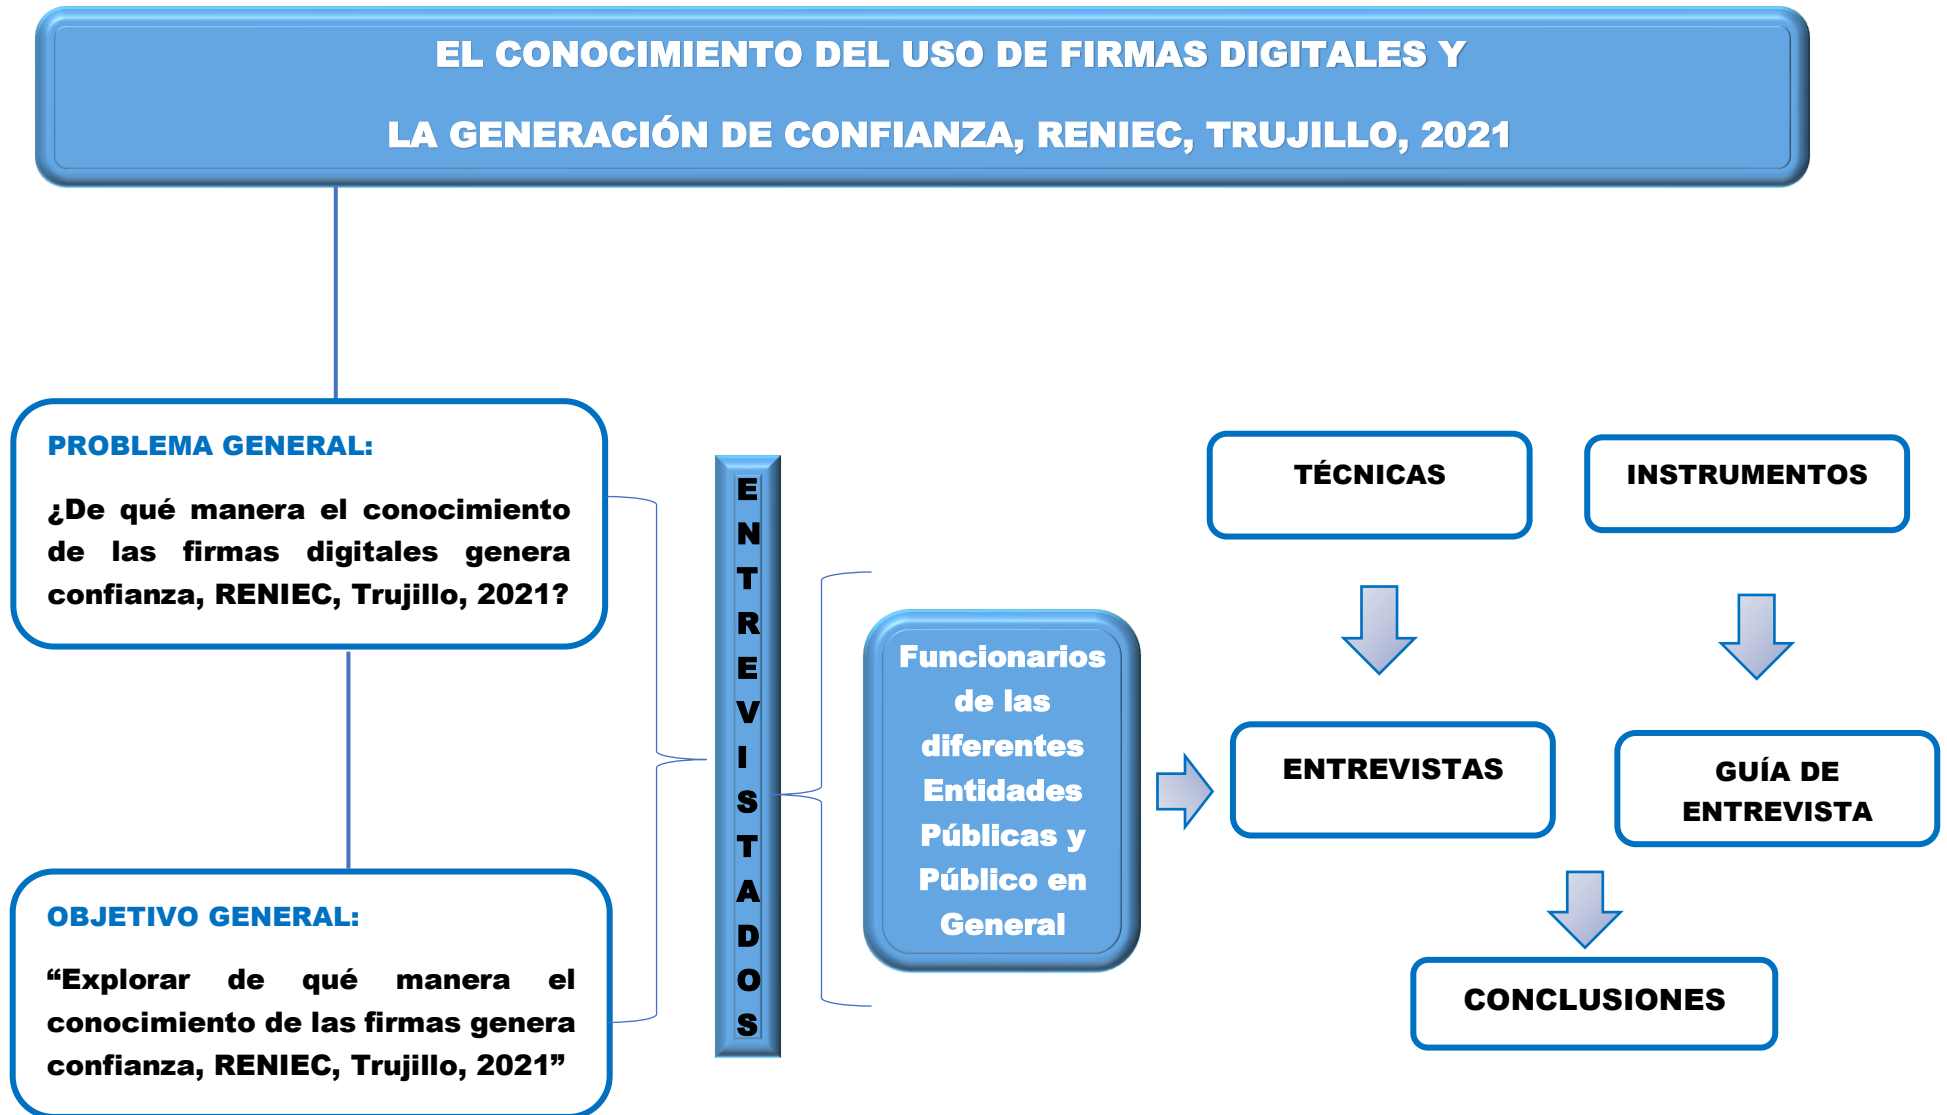 EL CONOCIMIENTO DEL USO DE FIRMAS DIGITALES Y
LA GENERACIÓN DE CONFIANZA, RENIEC, TRUJILLO, 2021
PROBLEMA GENERAL:
¿De qué manera el conocimiento
de las firmas digitales genera
confianza, RENIEC, Trujillo, 2021?
OBJETIVO GENERAL:
“Explorar de qué manera el
conocimiento de las firmas genera
confianza, RENIEC, Trujillo, 2021”
E
N
T
R
E
V
I
S
T
A
D
O
S
Funcionarios
de las
diferentes
Entidades
Públicas y
Público en
General
TÉCNICAS
INSTRUMENTOS
ENTREVISTAS
GUÍA DE
ENTREVISTA
CONCLUSIONES